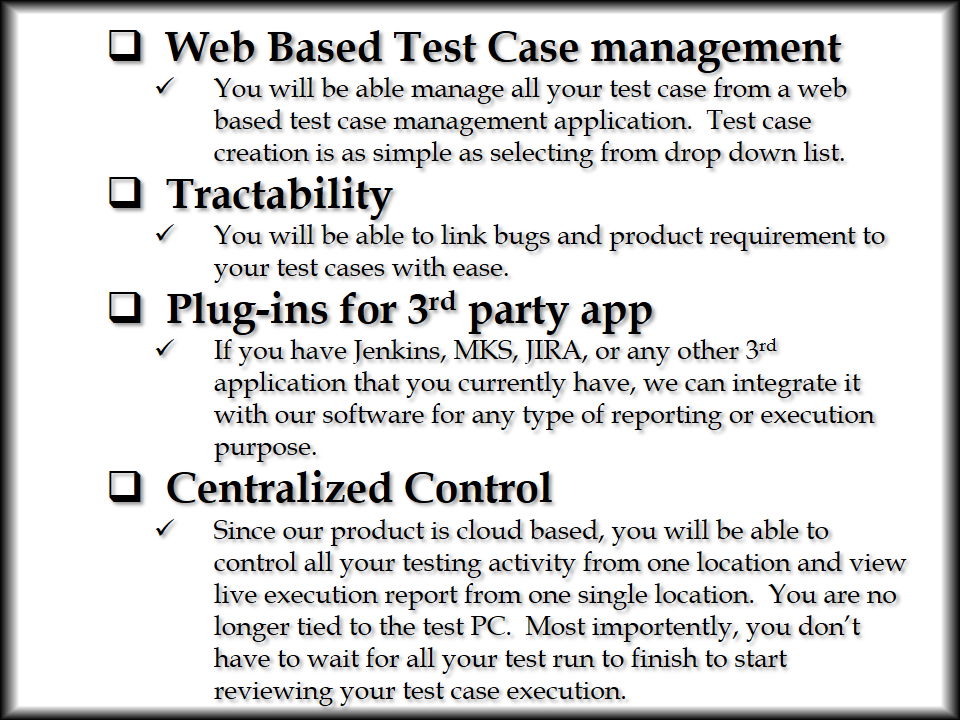 Web Based Test Case management
You will be able manage all your test case from a web
based test case management application.  Test case
creation is as simple as selecting from drop down list.
Tractability
You will be able to link bugs and product requirement to
your test cases with ease.
Plug-ins for 3rd party app
If you have Jenkins, MKS, JIRA, or any other 3rd
application that you currently have, we can integrate it
with our software for any type of reporting or execution
purpose.
Centralized Control
Since our product is cloud based, you will be able to
control all your testing activity from one location and view
live execution report from one single location.  You are no
longer tied to the test PC.  Most importently, you don’t
have to wait for all your test run to finish to start
reviewing your test case execution.